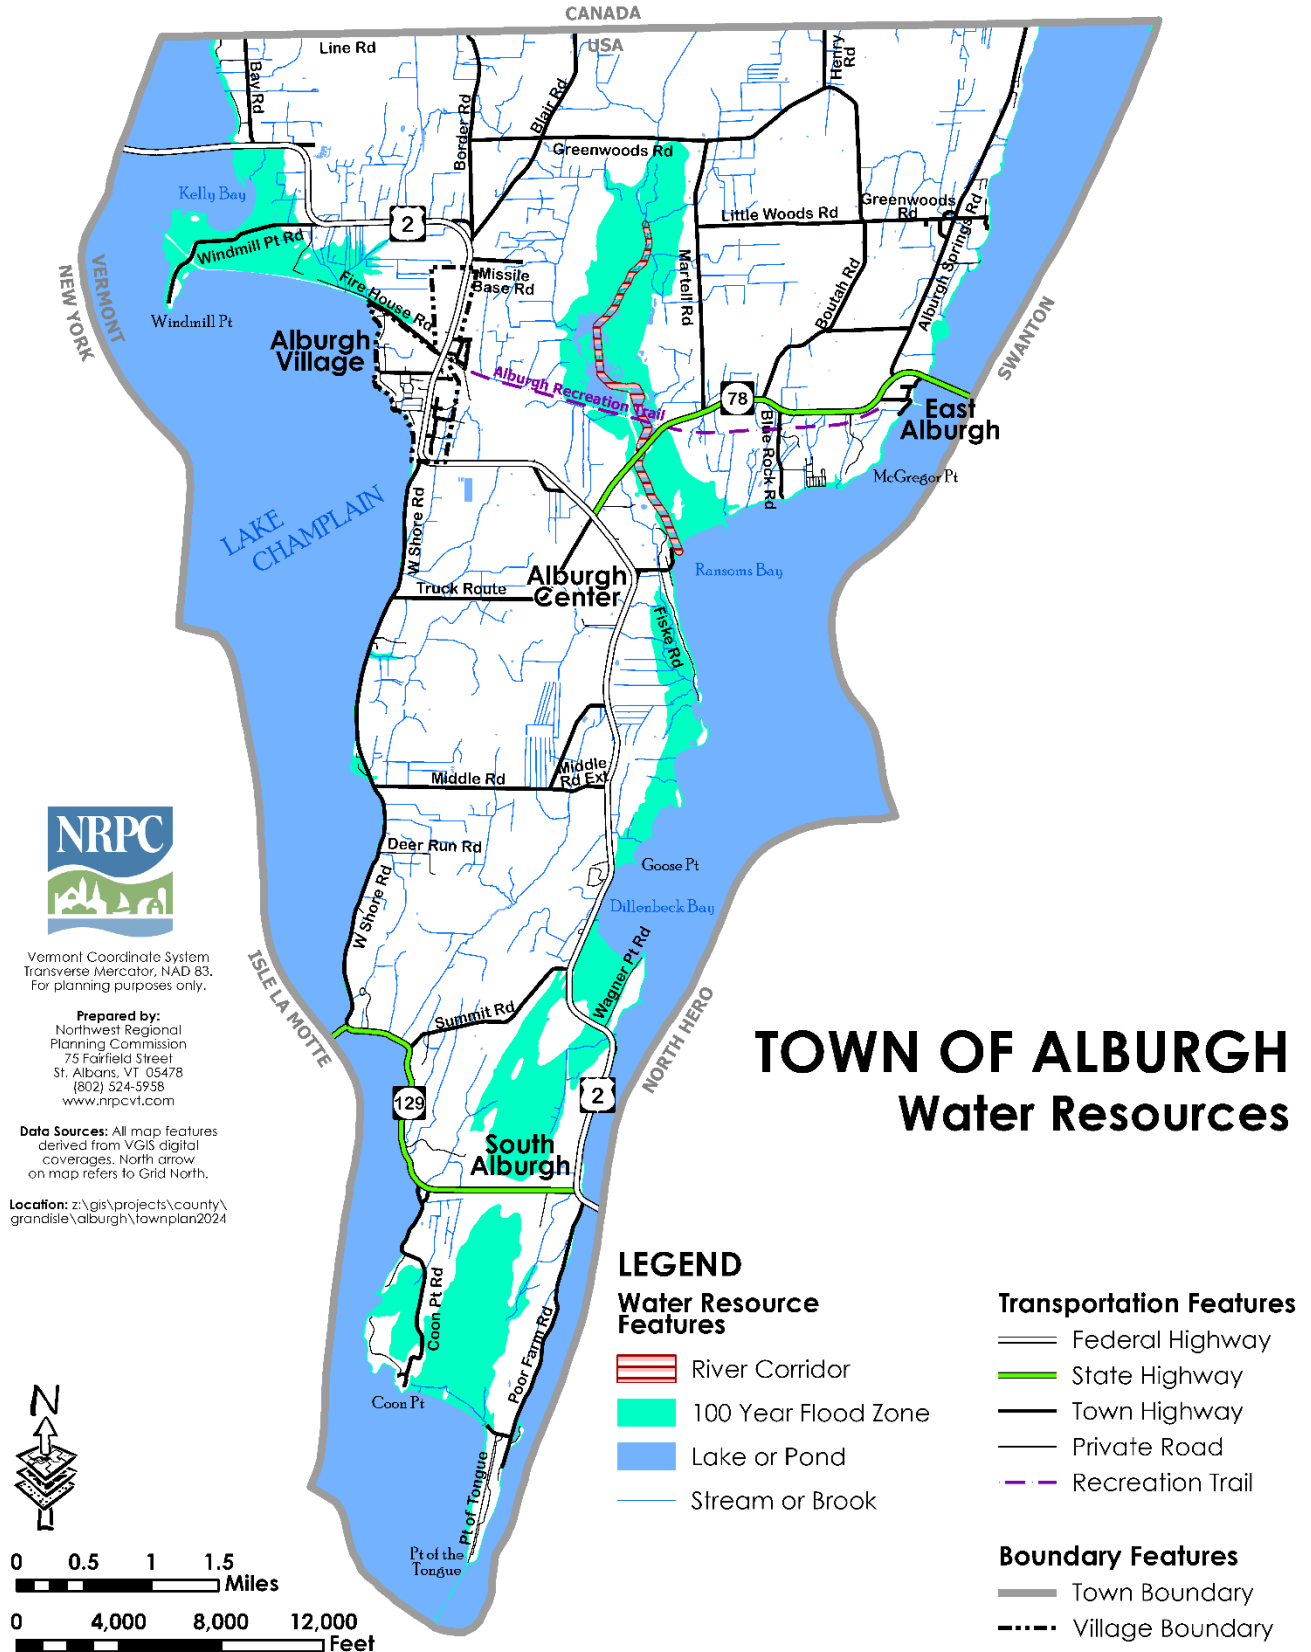 CANADA
USA
Line Rd
Bay Rd
Border Rd
Blair Rd
Henry
Rd
Greenwoods Rd
Kelly Bay
2
Windmill Pt Rd
Little Woods Rd
Greenwoods
Rd
VERMONT
NEW YORK
Missile
Base Rd
Fire House Rd
Martell Rd
Boutah Rd
Alburgh Springs Rd
SWANTON
Windmill Pt
Alburgh
Village
Alburgh Recreation Trail
78
East
Alburgh
Blue Rock Rd
McGregor Pt
LAKE
CHAMPLAIN
W Shore Rd
Alburgh
Center
Ransoms Bay
Truck Route
Fiske Rd
Middle Rd
Middle
Rd Ext
NRPC
Deer Run Rd
Goose Pt
W Shore Rd
Dillenbeck Bay
Wagner Pt Rd
Vermont Coordinate System
Transverse Mercator, NAD 83.
For planning purposes only.
ISLE LA MOTTE
Summit Rd
NORTH HERO
Prepared by:
Northwest Regional
Planning Commission
75 Fairfield Street
St. Albans, VT 05478
(802) 524-5958
www.nrpcvt.com
TOWN OF ALBURGH
Water Resources
129
2
Data Sources: All map features
derived from VGIS digital
coverages. North arrow
on map refers to Grid North.
South
Alburgh
Location: z:\gis\projects\county\
grandisle\alburgh\townplan2024
Coon Pt Rd
Poor Farm Rd
Coon Pt
Pt of Tongue
Pt of the
Tongue
LEGEND
Water Resource
Features
River Corridor
100 Year Flood Zone
Lake or Pond
Stream or Brook
Transportation Features
Federal Highway
State Highway
Town Highway
Private Road
Recreation Trail
Boundary Features
Town Boundary
Village Boundary
N
0 0.5 1 1.5
Miles
0 4,000 8,000 12,000
Feet